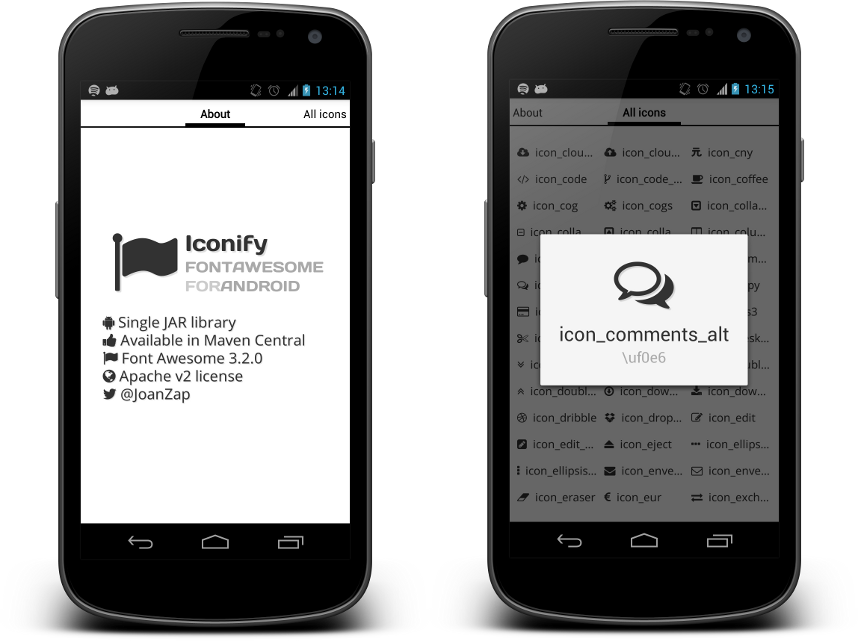 13:14
About
All icons
Iconify
FONTAWESOME
FORANDROID
Single JAR library
Available in Maven Central
Font Awesome 3.2.0
Apache v2 license
@JoanZap
13:15
About
All icons
icon_clou... icon_clou... icon_cny
icon_code icon_code_... icon_coffee
icon_cog icon_cogs icon_colla...
icon_colla icon_colla icon_colu...
icon_comments_alt
\uf0e6
icon_doubl... icon_dow... icon_dow...
icon_dribble icon_drop... icon_edit
icon_edit_... icon_eject icon_ellips...
icon_ellipsis... icon_enve... icon_enve...
icon_eraser icon_eur icon_exch...